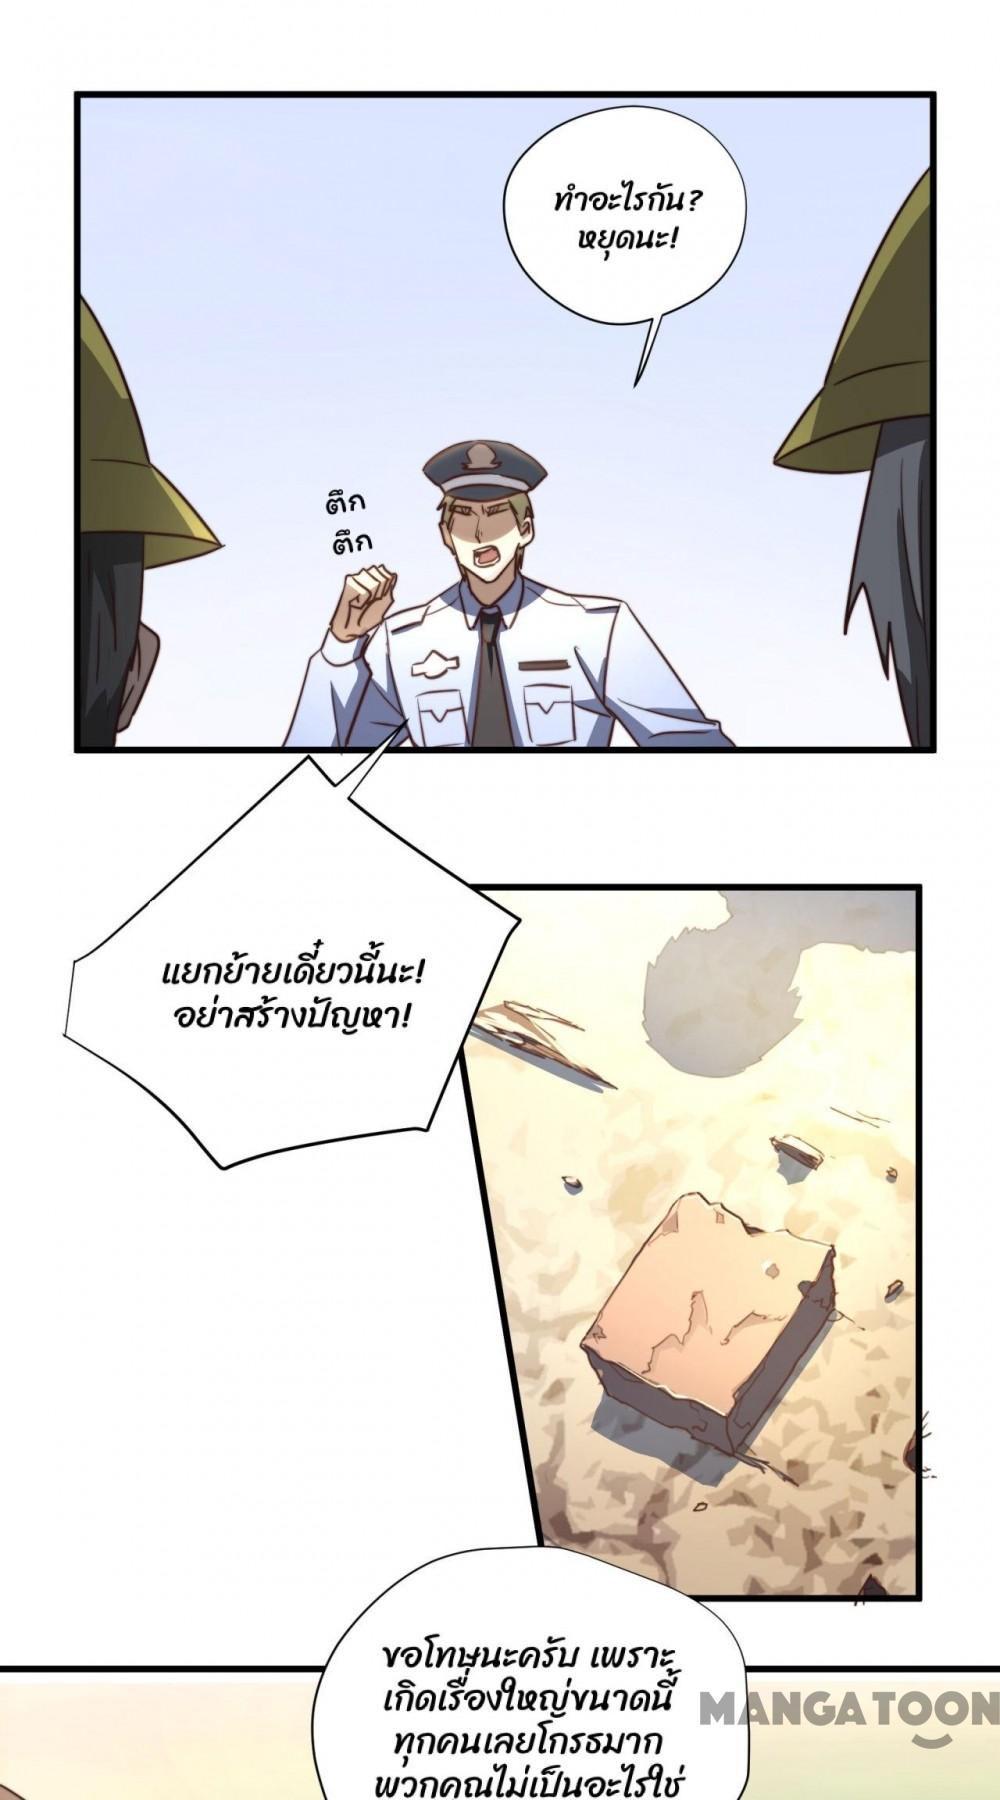 ทำอะไรกัน?
หยุดนะ!
ตึก
ตึก
แยกย้ายเดี๋ยวนี้นะ!
อย่าสร้างปัญหา!
ขอโทษนะครับ เพราะ
เกิดเรื่องใหญ่ขนาดนี้
ทุกคนเลยโกรธมาก
พวกคุณไม่เป็นอะไรใช่
MANGATOON